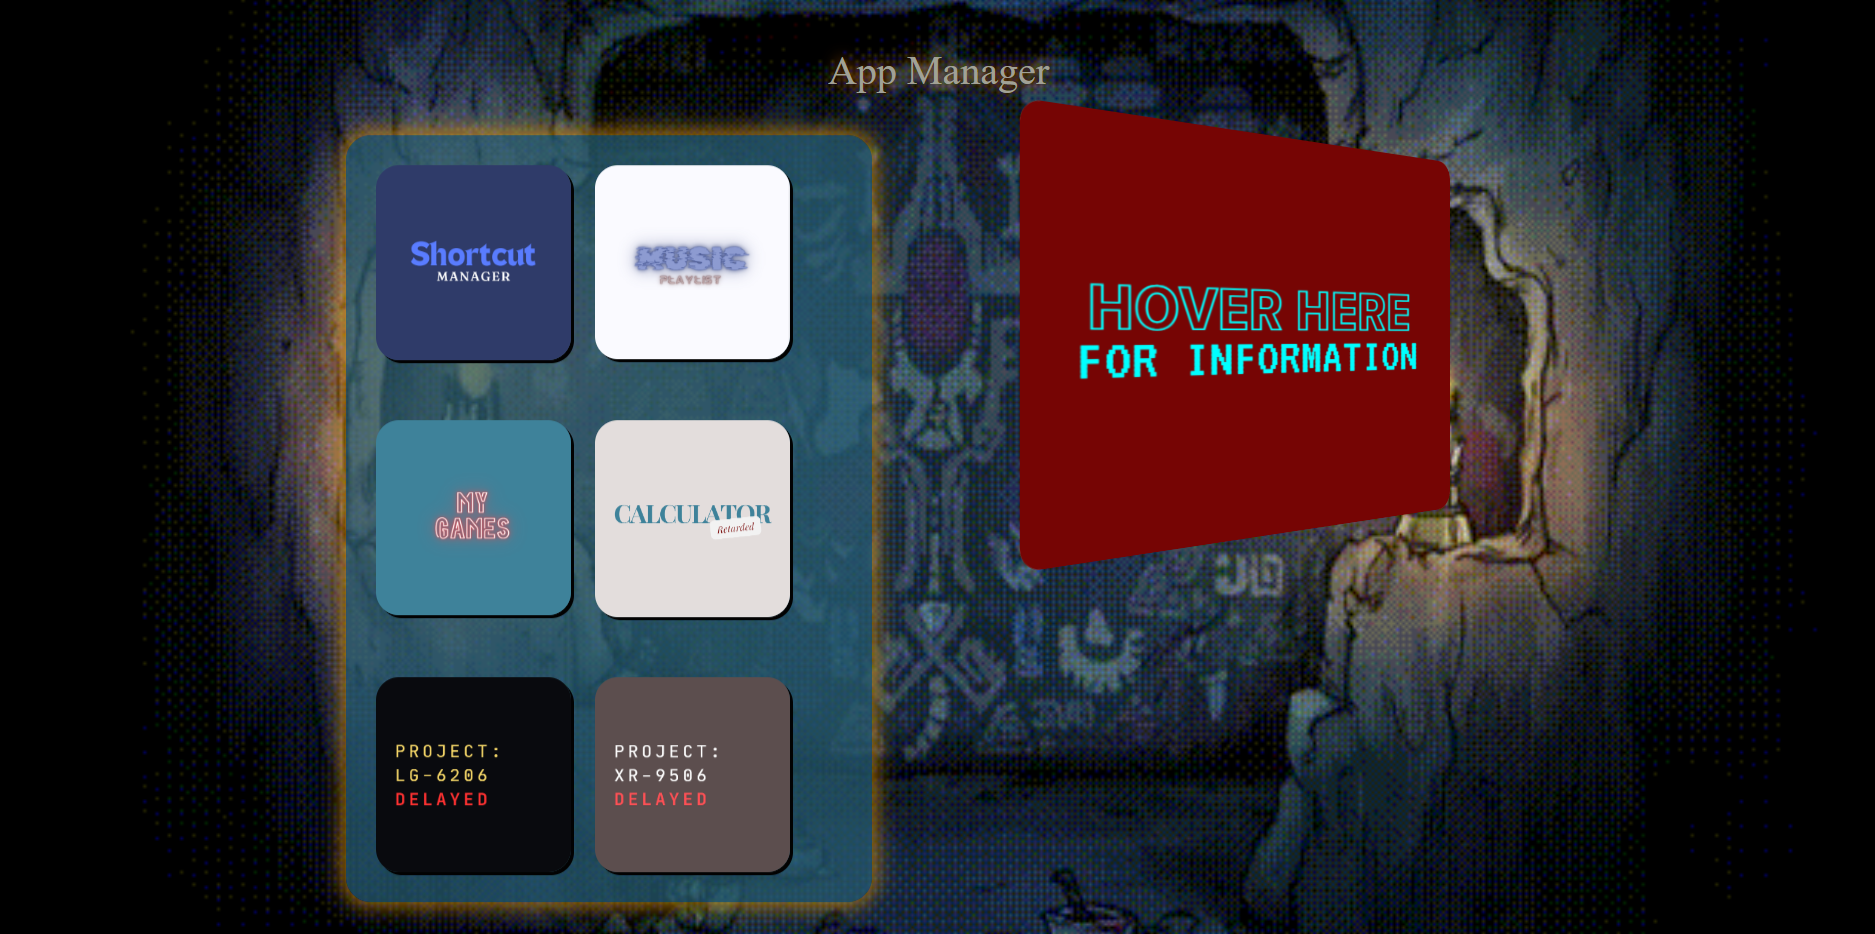 App Manager
Shortcut
MANAGER
MUSIC
PLAYLIST
MY
GAMES
CALCULATOR
Retarded
PROJECT:
LG-6206
DELAYED
PROJECT:
XR-9506
DELAYED
HOVER HERE
FOR INFORMATION